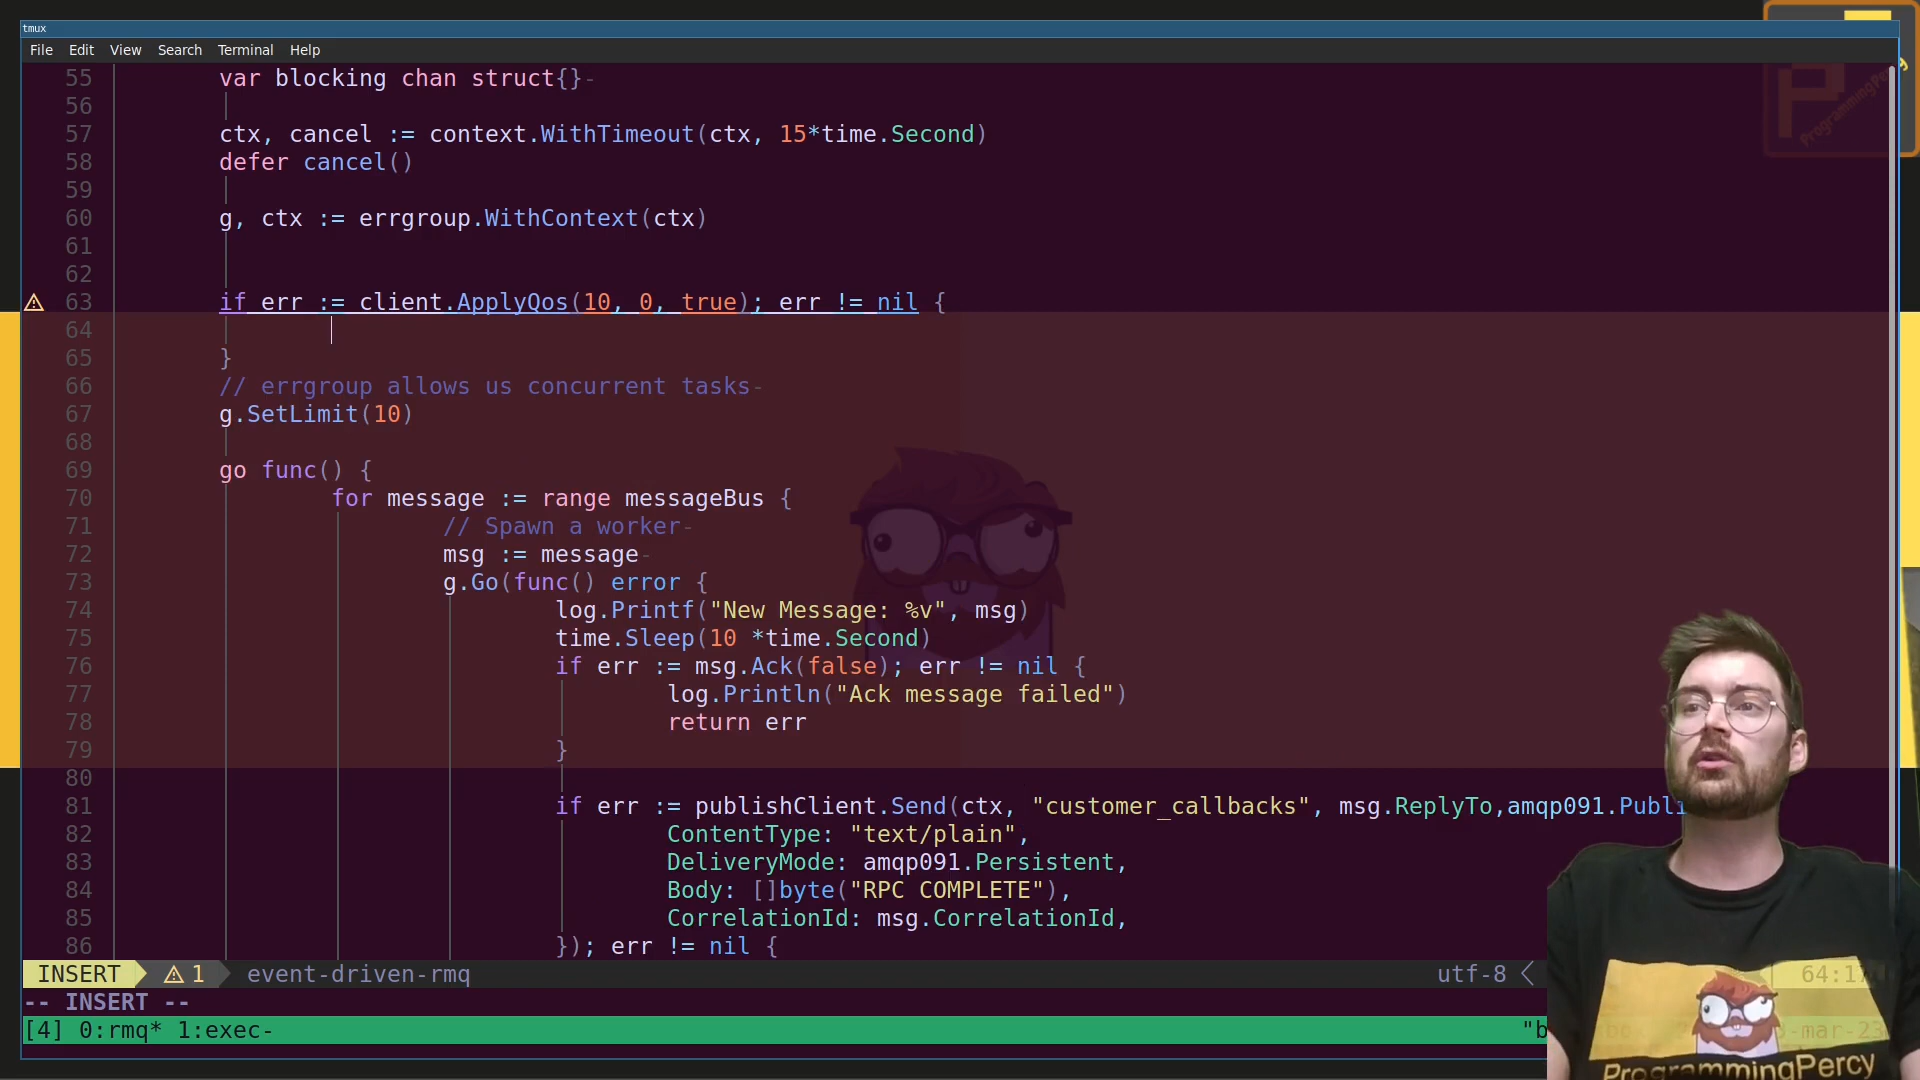 tmux
File Edit View Search Terminal Help
55 var blocking chan struct{}-
56
57 ctx, cancel := context.WithTimeout(ctx, 15*time.Second)
58 defer cancel()
59
60 g, ctx := errgroup.WithContext(ctx)
61
62
63 if err := client.ApplyQos(10, 0, true); err != nil {
64
65 }
66 // errgroup allows us concurrent tasks-
67 g.SetLimit(10)
68
69 go func() {
70 for message := range messageBus {
71 // Spawn a worker-
72 msg := message-
73 g.Go(func() error {
74 log.Printf("New Message: %v", msg)
75 time.Sleep(10 *time.Second)
76 if err := msg.Ack(false); err != nil {
77 log.Println("Ack message failed")
78 return err
79 }
80
81 if err := publishClient.Send(ctx, "customer_callbacks", msg.ReplyTo,amqp091.Publi
82 ContentType: "text/plain",
83 DeliveryMode: amqp091.Persistent,
84 Body: []byte("RPC COMPLETE"),
85 CorrelationId: msg.CorrelationId,
86 }); err != nil {
INSERT 1 event-driven-rmq utf-8
-- INSERT --
[4] 0:rmq* 1:exec- "b
ProgrammingPercy